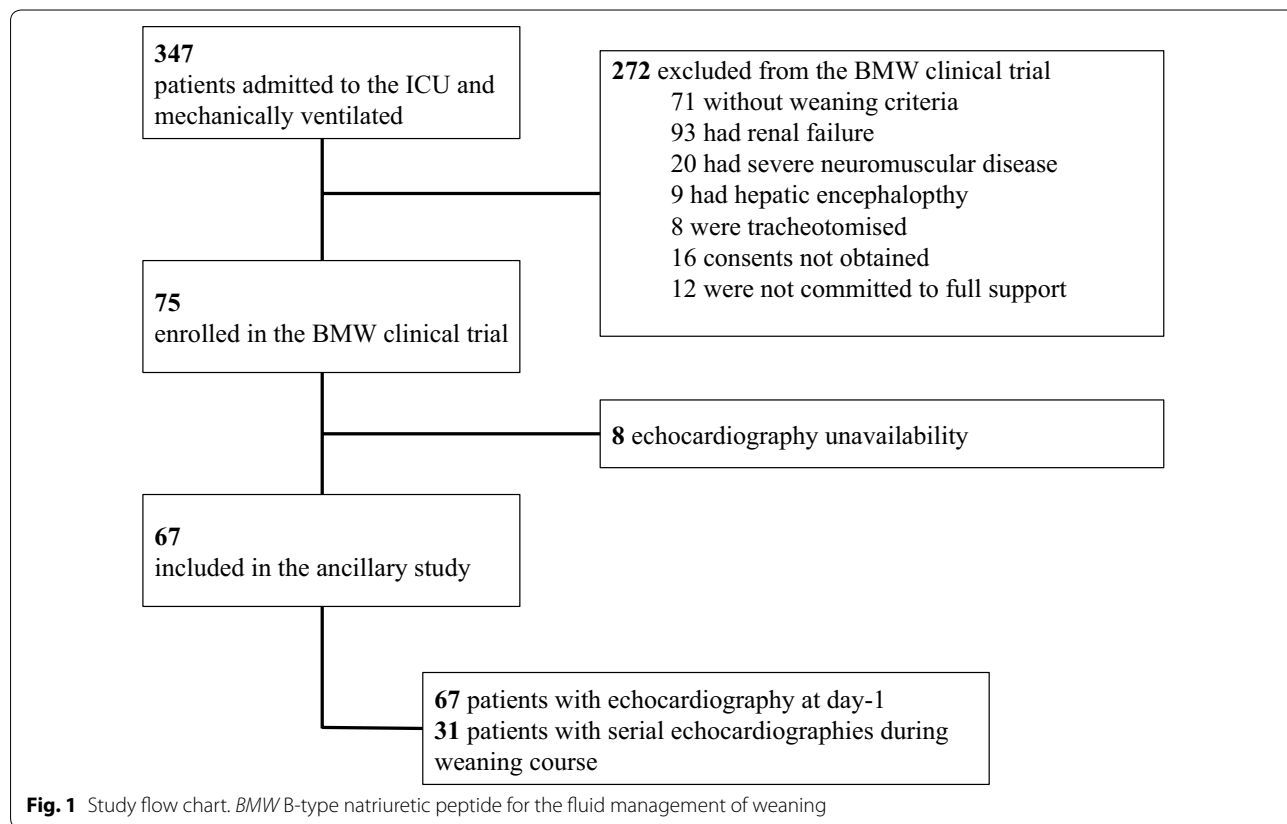 347
patients admitted to the ICU and
mechanically ventilated
272 excluded from the BMW clinical trial
71 without weaning criteria
93 had renal failure
20 had severe neuromuscular disease
9 had hepatic encephalopthy
8 were tracheotomised
16 consents not obtained
12 were not committed to full support
75
enrolled in the BMW clinical trial
8 echocardiography unavailability
67
included in the ancillary study
67 patients with echocardiography at day-1
31 patients with serial echocardiographies during
weaning course
Fig. 1 Study flow chart. BMW B-type natriuretic peptide for the fluid management of weaning